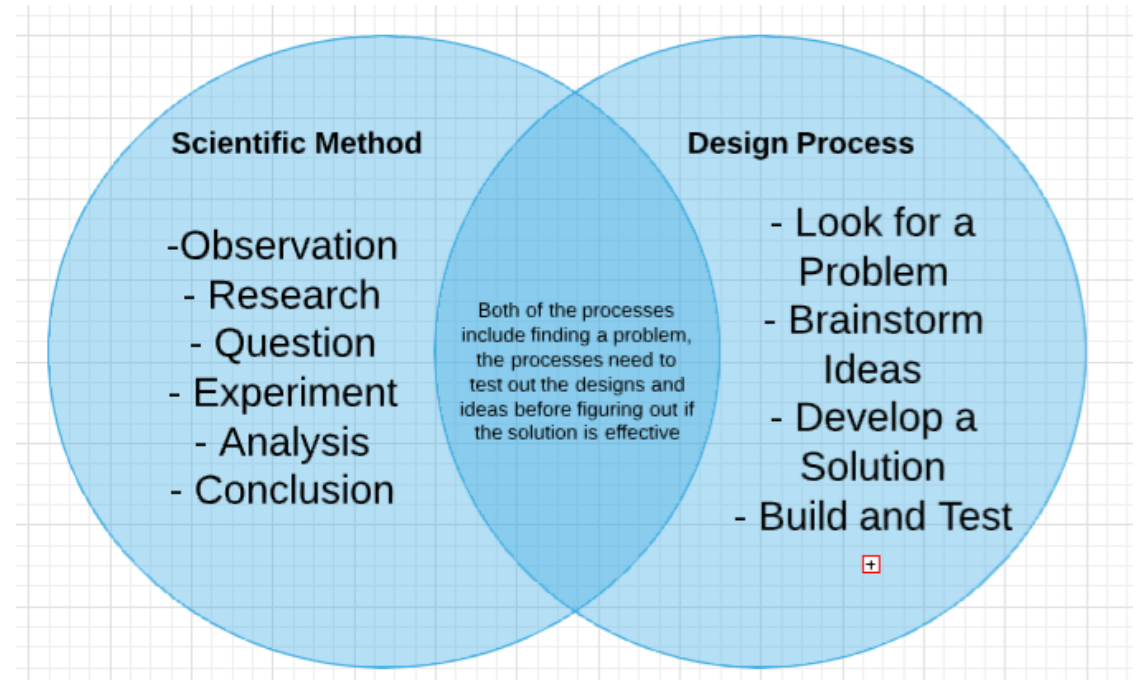 Scientific Method
-Observation
- Research
- Question
- Experiment
- Analysis
- Conclusion
Both of the processes
include finding a problem,
the processes need to
test out the designs and
ideas before figuring out if
the solution is effective
Design Process
- Look for a
Problem
- Brainstorm
Ideas
- Develop a
Solution
- Build and Test
+